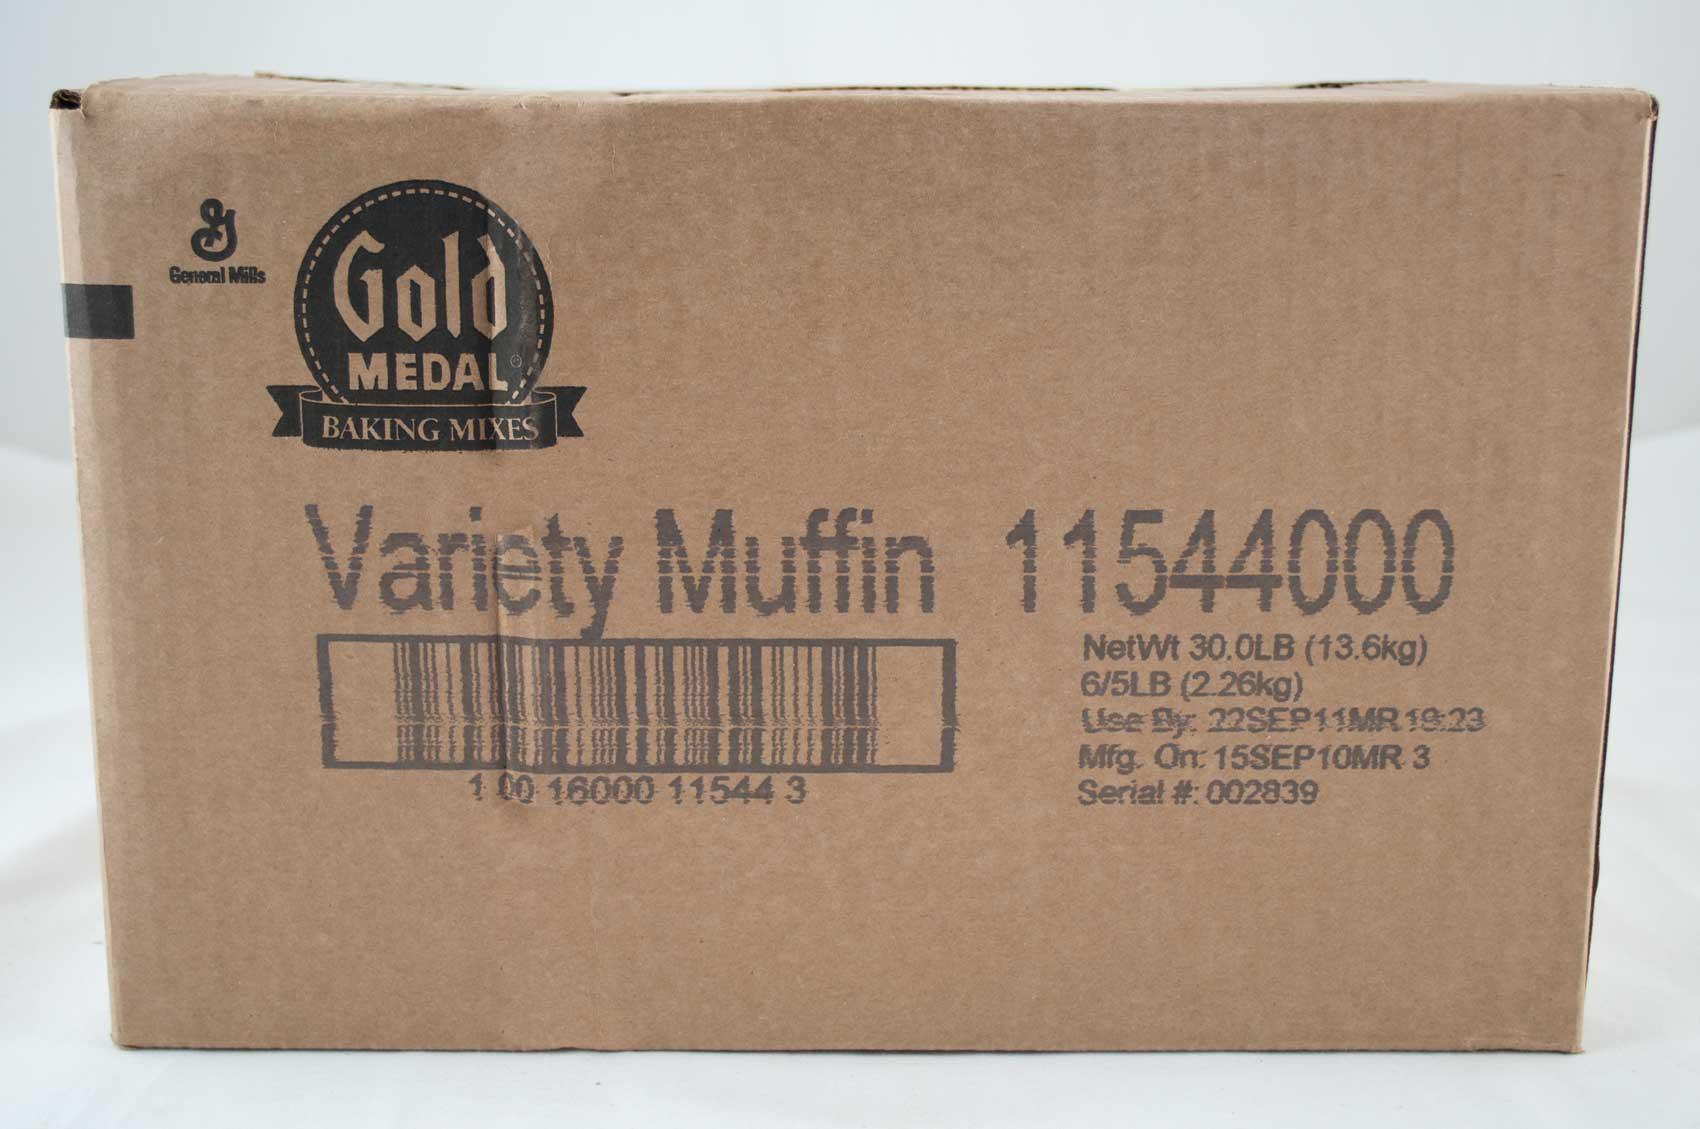 General Mills
Gold
MEDAL®
BAKING MIXES
Variety Muffin 11544000
NetWt 30.0LB (13.6kg)
6/5LB (2.26kg)
Use By: 22SEP11MR 19:23
Mfg. On: 15SEP10MR 3
Serial #: 002839
1 00 16000 11544 3